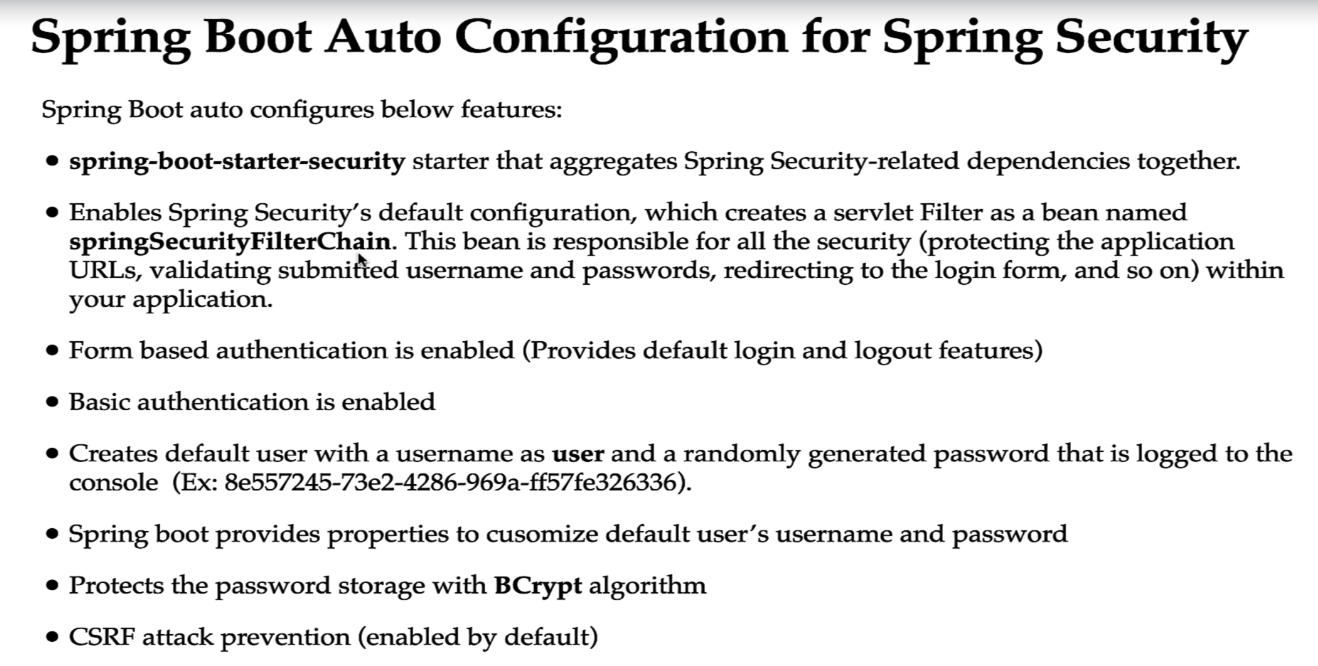 Spring Boot Auto Configuration for Spring Security
Spring Boot auto configures below features:
• spring-boot-starter-security starter that aggregates Spring Security-related dependencies together.
• Enables Spring Security's default configuration, which creates a servlet Filter as a bean named
springSecurityFilterChain. This bean is responsible for all the security (protecting the application
URLs, validating submitted username and passwords, redirecting to the login form, and so on) within
your application.
• Form based authentication is enabled (Provides default login and logout features)
• Basic authentication is enabled
• Creates default user with a username as user and a randomly generated password that is logged to the
console (Ex: 8e557245-73e2-4286-969a-ff57fe326336).
• Spring boot provides properties to cusomize default user's username and password
• Protects the password storage with BCrypt algorithm
• CSRF attack prevention (enabled by default)